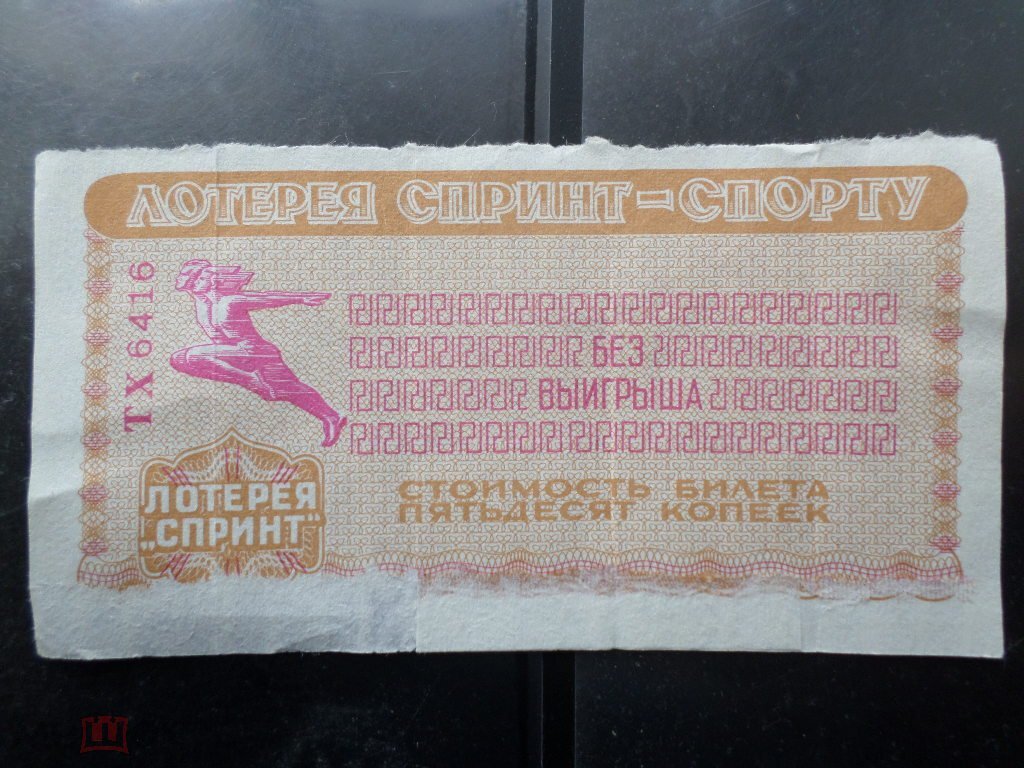 ЛОТЕРЕЯ СПРИНТ-СПОРТУ
ТХ 6416
БЕЗ
ВЫИГРЫША
ЛОТЕРЕЯ
„СПРИНТ"
СТОИМОСТЬ БИЛЕТА
ПЯТЬДЕСЯТ КОПЕЕК